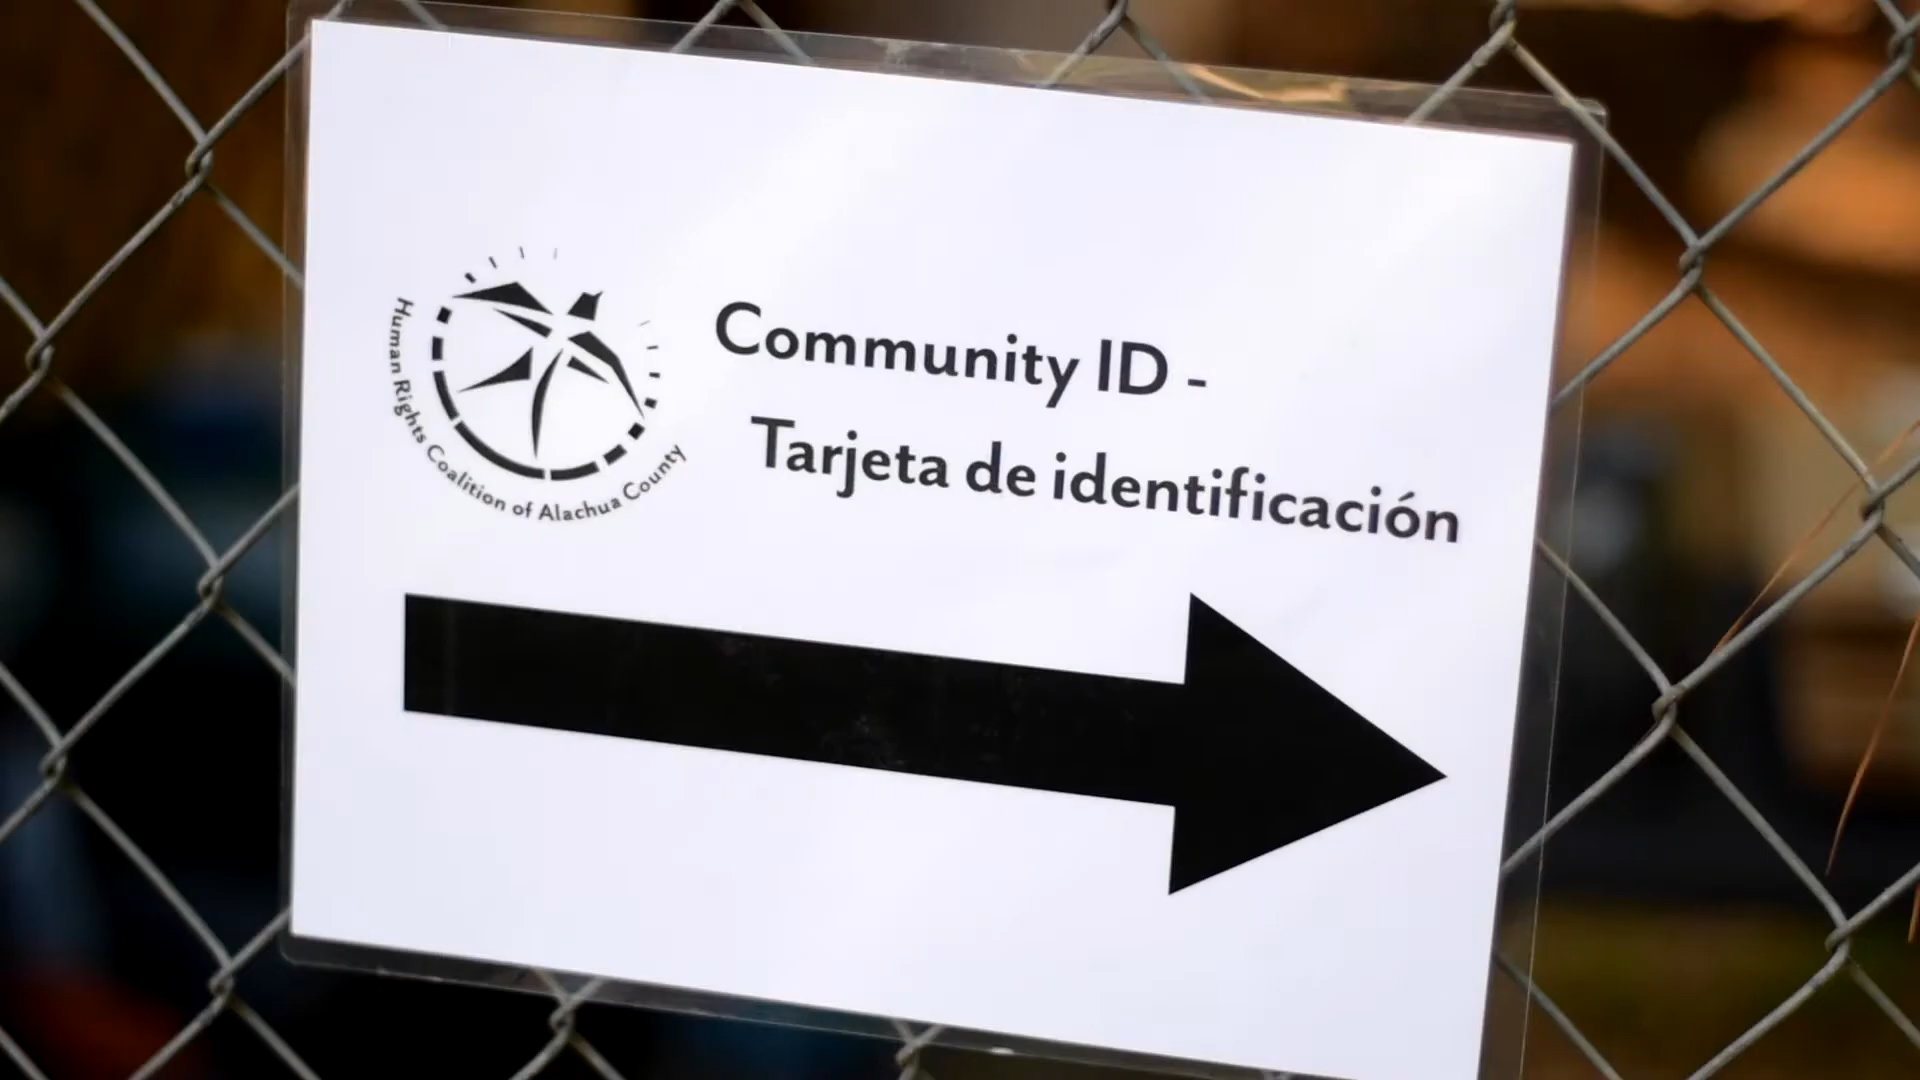 Human Rights Coalition of Alachua County
Community ID -
Tarjeta de identificación